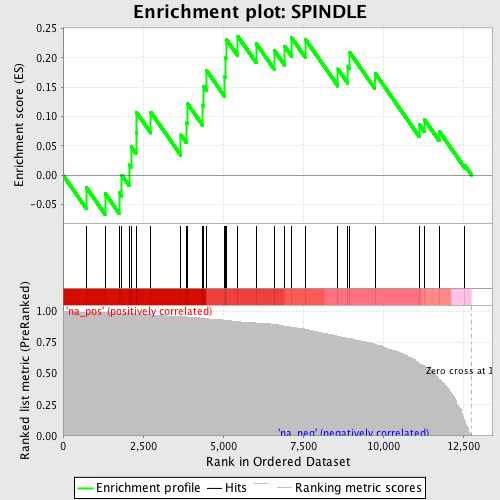 Enrichment plot: SPINDLE
Enrichment score (ES)
0.25
0.20
0.15
0.10
0.05
0.00
-0.05
'na_pos' (positively correlated)
Ranked list metric (PreRanked)
1.00
0.75
0.50
0.25
0.00
Zero cross at 1
'na_neg' (negatively correlated)
0
2,500
5,000
7,500
10,000
12,500
Rank in Ordered Dataset
Enrichment profile
Hits
Ranking metric scores